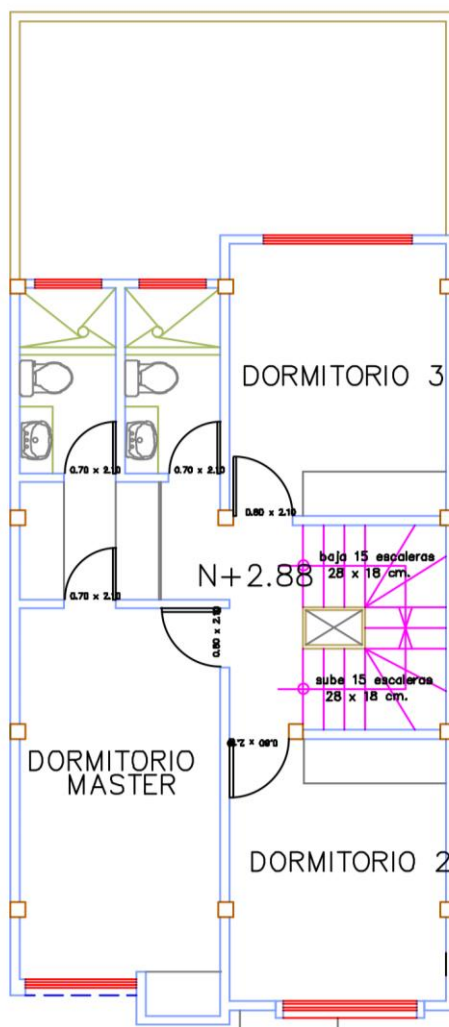 DORMITORIO 3
0.70 x 2.10
0.70 x 2.10
0.80 x 2.10
baja 15 escaleras
28 x 18 cm.
N+2.88
0.70 x 2.10
0.80 x 2.10
sube 15 escaleras
28 x 18 cm.
0.80 x 2.10
DORMITORIO
MASTER
DORMITORIO 2